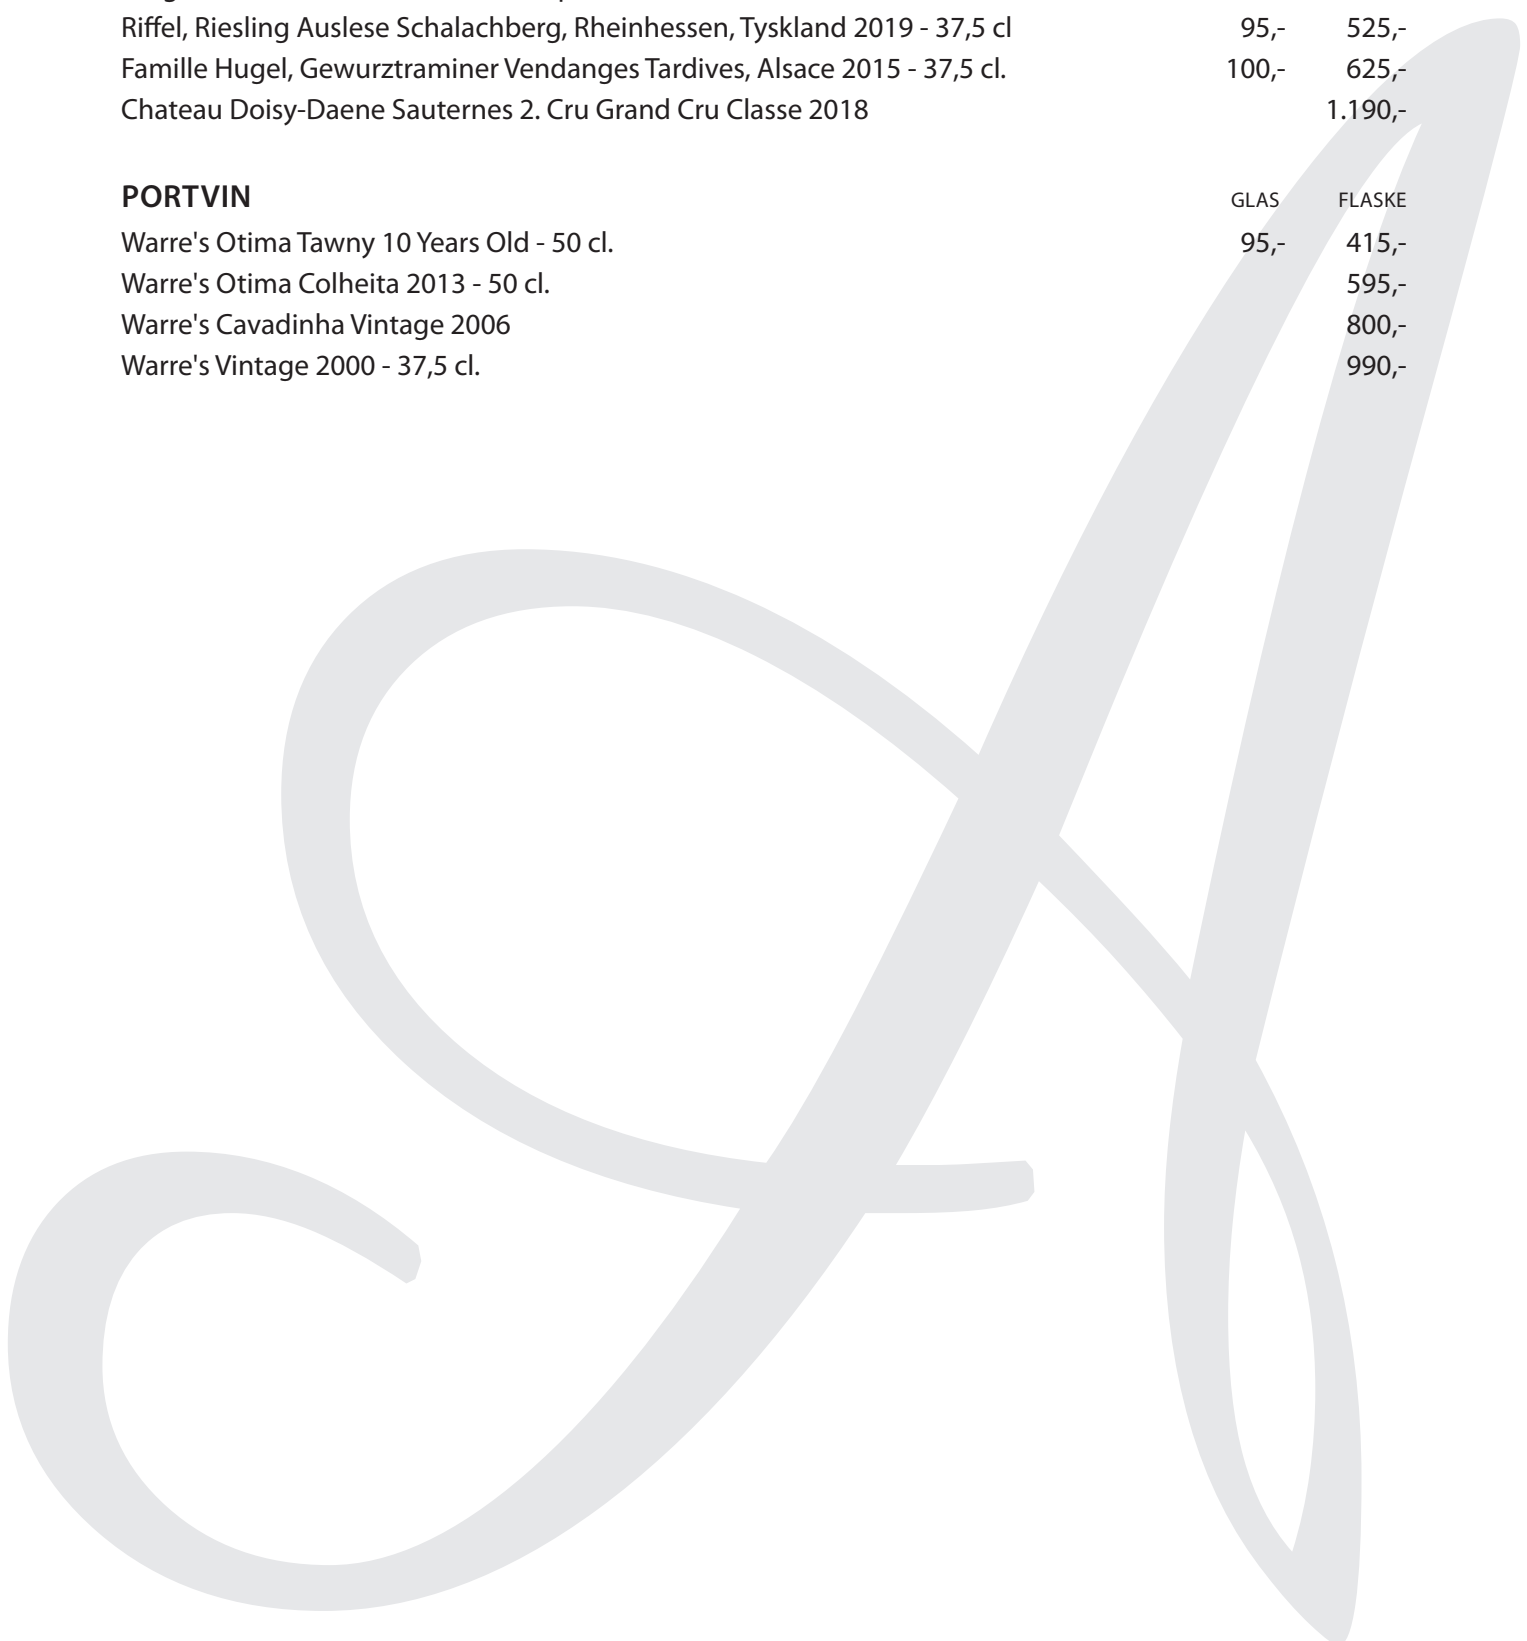 Riffel, Riesling Auslese Schalachberg, Rheinhessen, Tyskland 2019 - 37,5 cl 95,- 525,-
Famille Hugel, Gewurztraminer Vendanges Tardives, Alsace 2015 - 37,5 cl. 100,- 625,-
Chateau Doisy-Daene Sauternes 2. Cru Grand Cru Classe 2018 1.190,-
PORTVIN GLAS FLASKE
Warre's Otima Tawny 10 Years Old - 50 cl. 95,- 415,-
Warre's Otima Colheita 2013 - 50 cl. 595,-
Warre's Cavadinha Vintage 2006 800,-
Warre's Vintage 2000 - 37,5 cl. 990,-
A